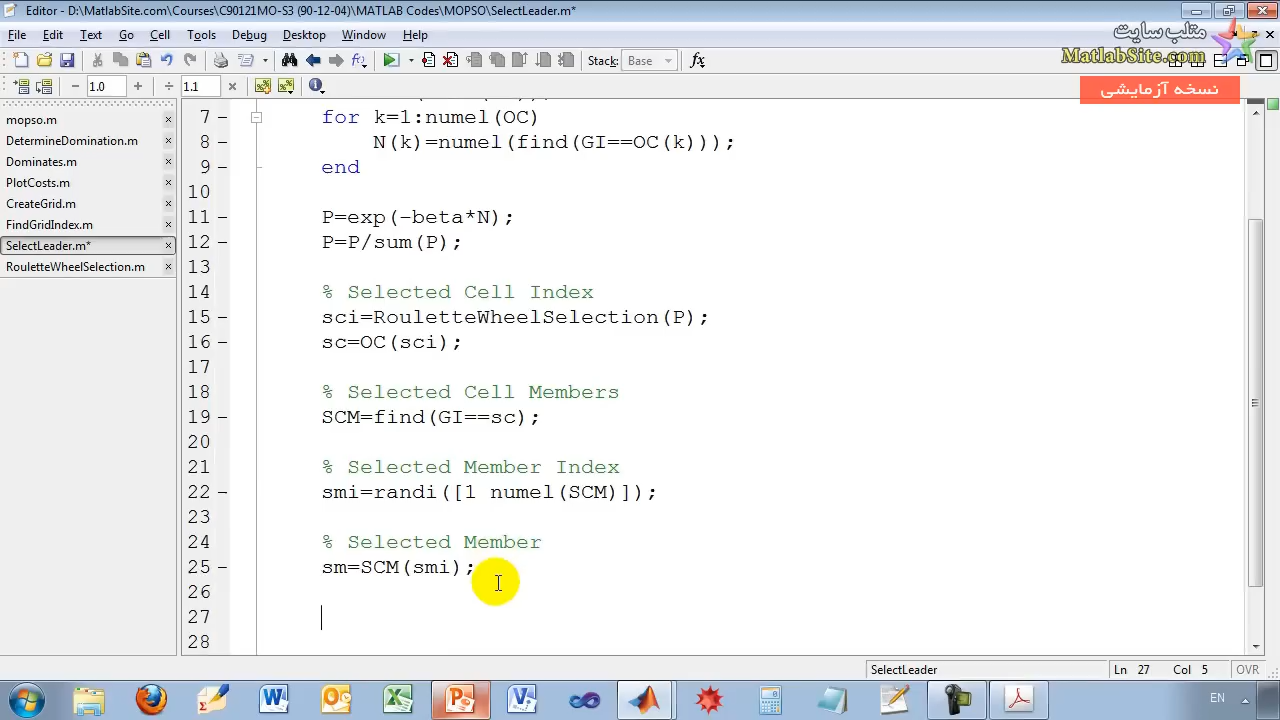 Editor - D:\MatlabSite.com\Courses\C90121MO-S3 (90-12-04)\MATLAB Codes\MOPSO\SelectLeader.m*
File Edit Text Go Cell Tools Debug Desktop Window Help
متلب سایت
MatlabSite.com
Stack: Base fx
1.0 1.1
نسخه آزمایشی
mopso.m
DetermineDomination.m
Dominates.m
PlotCosts.m
CreateGrid.m
FindGridIndex.m
SelectLeader.m*
RouletteWheelSelection.m
7 for k=1:numel(OC)
8 N(k)=numel(find(GI==OC(k)));
9 end
10
11 P=exp(-beta*N);
12 P=P/sum(P);
13
14 % Selected Cell Index
15 sci=RouletteWheelSelection(P);
16 sc=OC(sci);
17
18 % Selected Cell Members
19 SCM=find(GI==sc);
20
21 % Selected Member Index
22 smi=randi([1 numel(SCM)]);
23
24 % Selected Member
25 sm=SCM(smi);
26
27
28
SelectLeader Ln 27 Col 5 OVR
EN